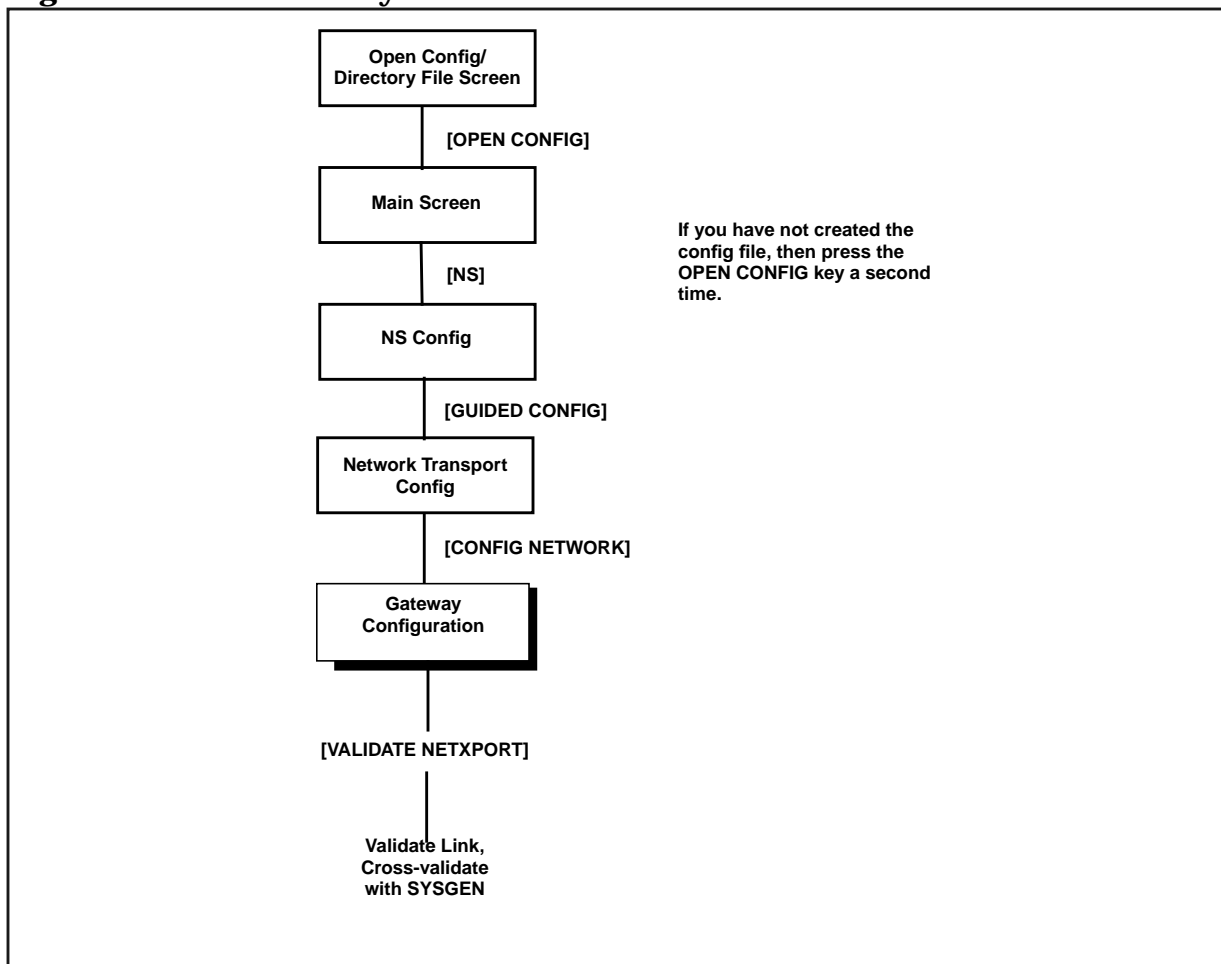 Open Config/
Directory File Screen
[OPEN CONFIG]
Main Screen
If you have not created the
config file, then press the
OPEN CONFIG key a second
time.
[NS]
NS Config
[GUIDED CONFIG]
Network Transport
Config
[CONFIG NETWORK]
Gateway
Configuration
[VALIDATE NETXPORT]
Validate Link,
Cross-validate
with SYSGEN